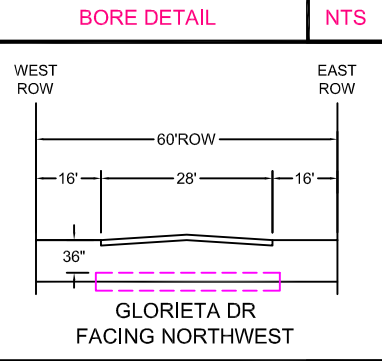 BORE DETAIL
NTS
WEST
ROW
EAST
ROW
60'ROW
16'
28'
16'
36"
GLORIETA DR
FACING NORTHWEST